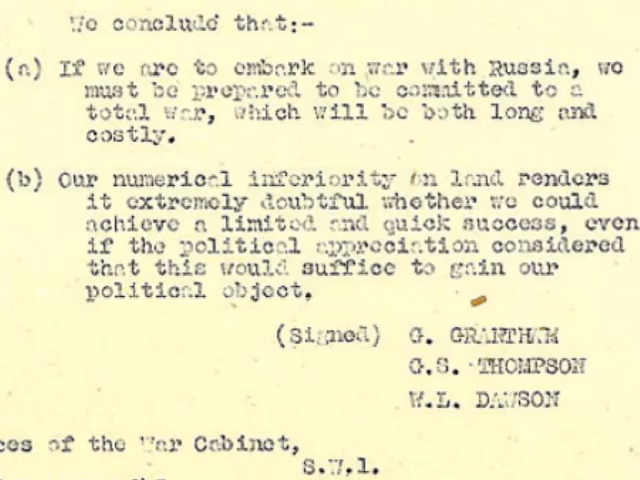 We conclude that:-
(a) If we are to embark on war with Russia, we
must be prepared to be committed to a
total war, which will be both long and
costly.
(b) Our numerical inferiority on land renders
it extremely doubtful whether we could
achieve a limited and quick success, even
if the political appreciation considered
that this would suffice to gain our
political object.
(Signed) G. GRANTHAM
G.S. THOMPSON
W.L. DAWSON
ces of the War Cabinet,
S.W.1.